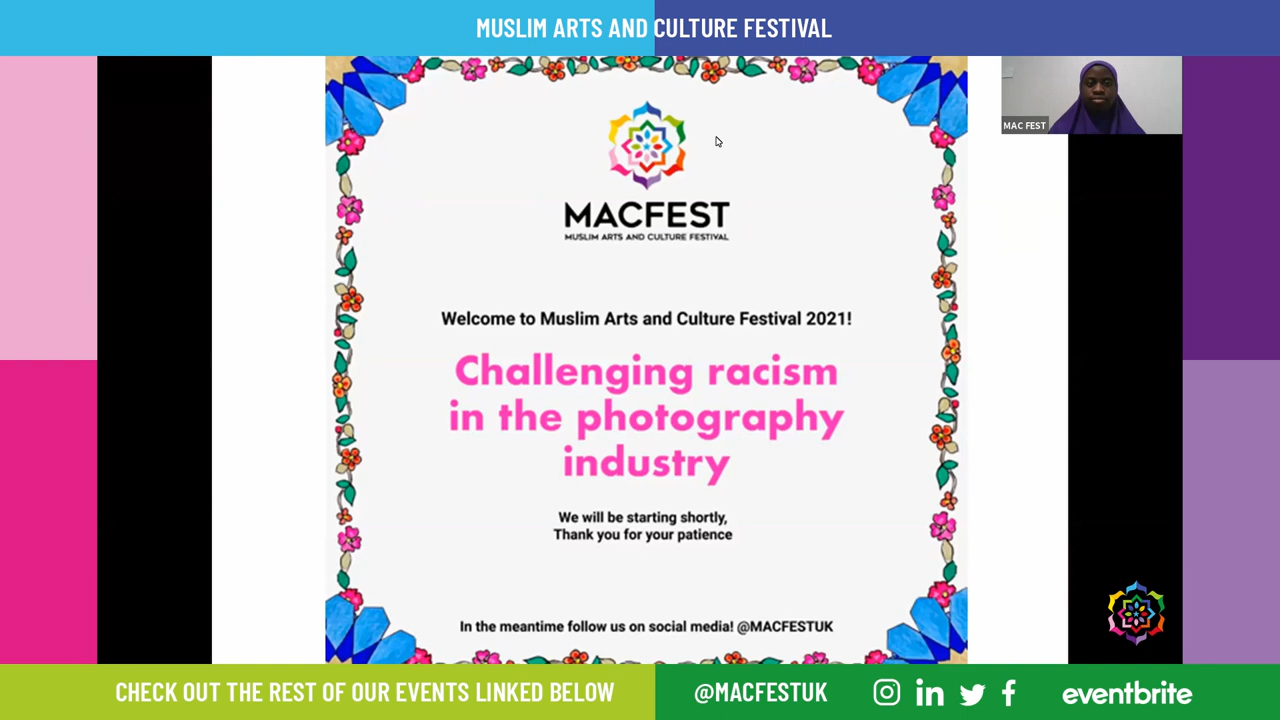 MUSLIM ARTS AND CULTURE FESTIVAL
MAC FEST
MACFEST
MUSLIM ARTS AND CULTURE FESTIVAL
Welcome to Muslim Arts and Culture Festival 2021!
Challenging racism
in the photography
industry
We will be starting shortly,
Thank you for your patience
In the meantime follow us on social media! @MACFESTUK
CHECK OUT THE REST OF OUR EVENTS LINKED BELOW
@MACFESTUK
in
f
eventbrite